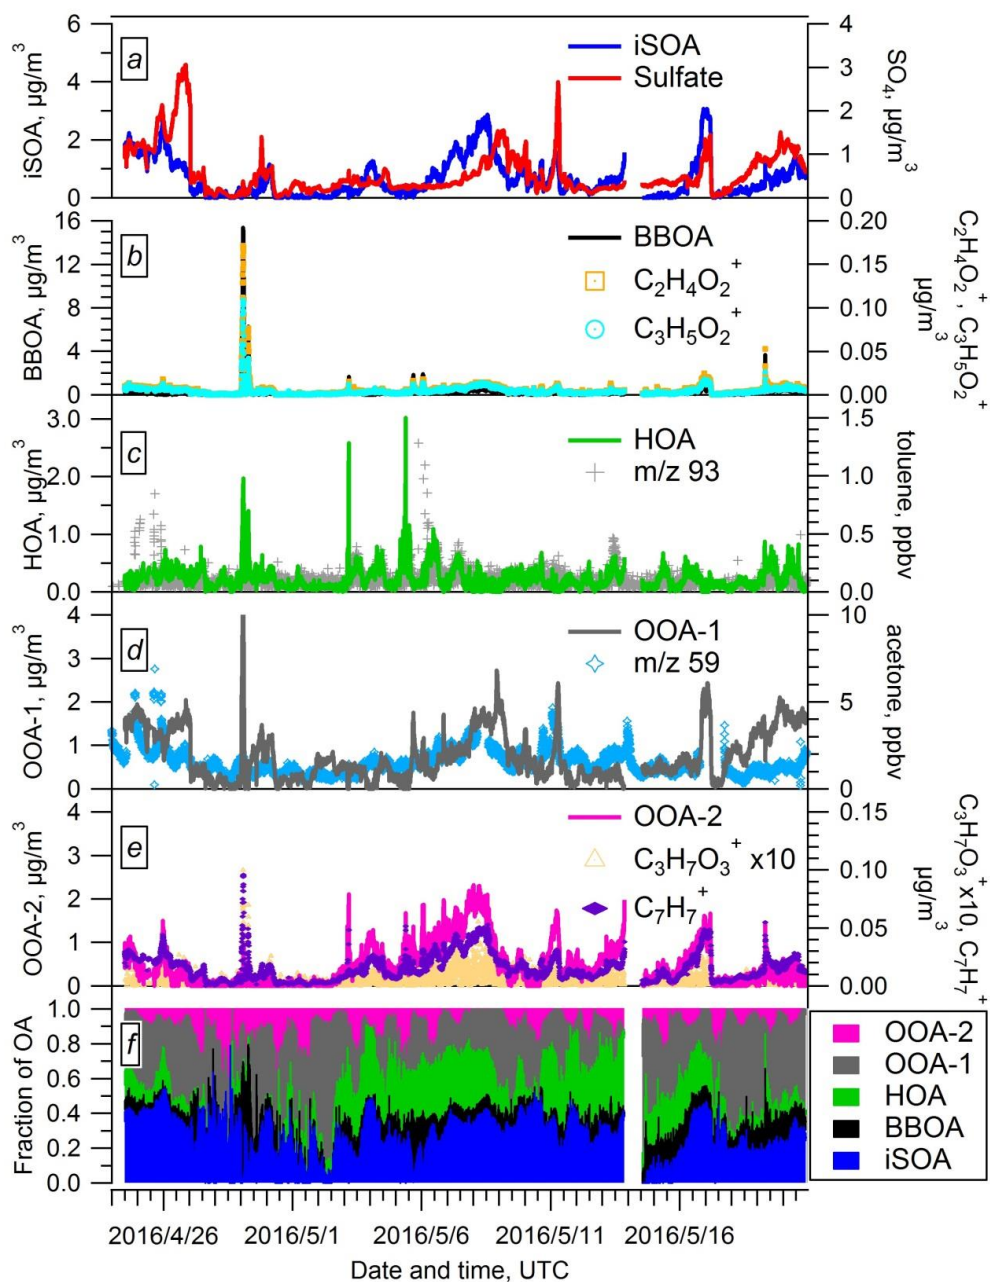 a
iSOA
Sulfate
iSOA, µg/m³
6
4
2
0
SO₄, µg/m³
4
3
2
1
0
b
BBOA
C₂H₄O₂⁺
C₃H₅O₂⁺
BBOA, µg/m³
16
12
8
4
0
C₂H₄O₂⁺, C₃H₅O₂⁺
µg/m³
0.20
0.15
0.10
0.05
0.00
c
HOA
m/z 93
HOA, µg/m³
3.0
2.0
1.0
0.0
toluene, ppbv
1.5
1.0
0.5
0.0
d
OOA-1
m/z 59
OOA-1, µg/m³
4
3
2
1
0
acetone, ppbv
10
5
0
e
OOA-2
C₃H₇O₃⁺ x10
C₇H₇⁺
OOA-2, µg/m³
4
3
2
1
0
C₃H₇O₃⁺x10, C₇H₇⁺
µg/m³
0.15
0.10
0.05
0.00
f
Fraction of OA
1.0
0.8
0.6
0.4
0.2
0.0
OOA-2
OOA-1
HOA
BBOA
iSOA
2016/4/26 2016/5/1 2016/5/6 2016/5/11 2016/5/16
Date and time, UTC